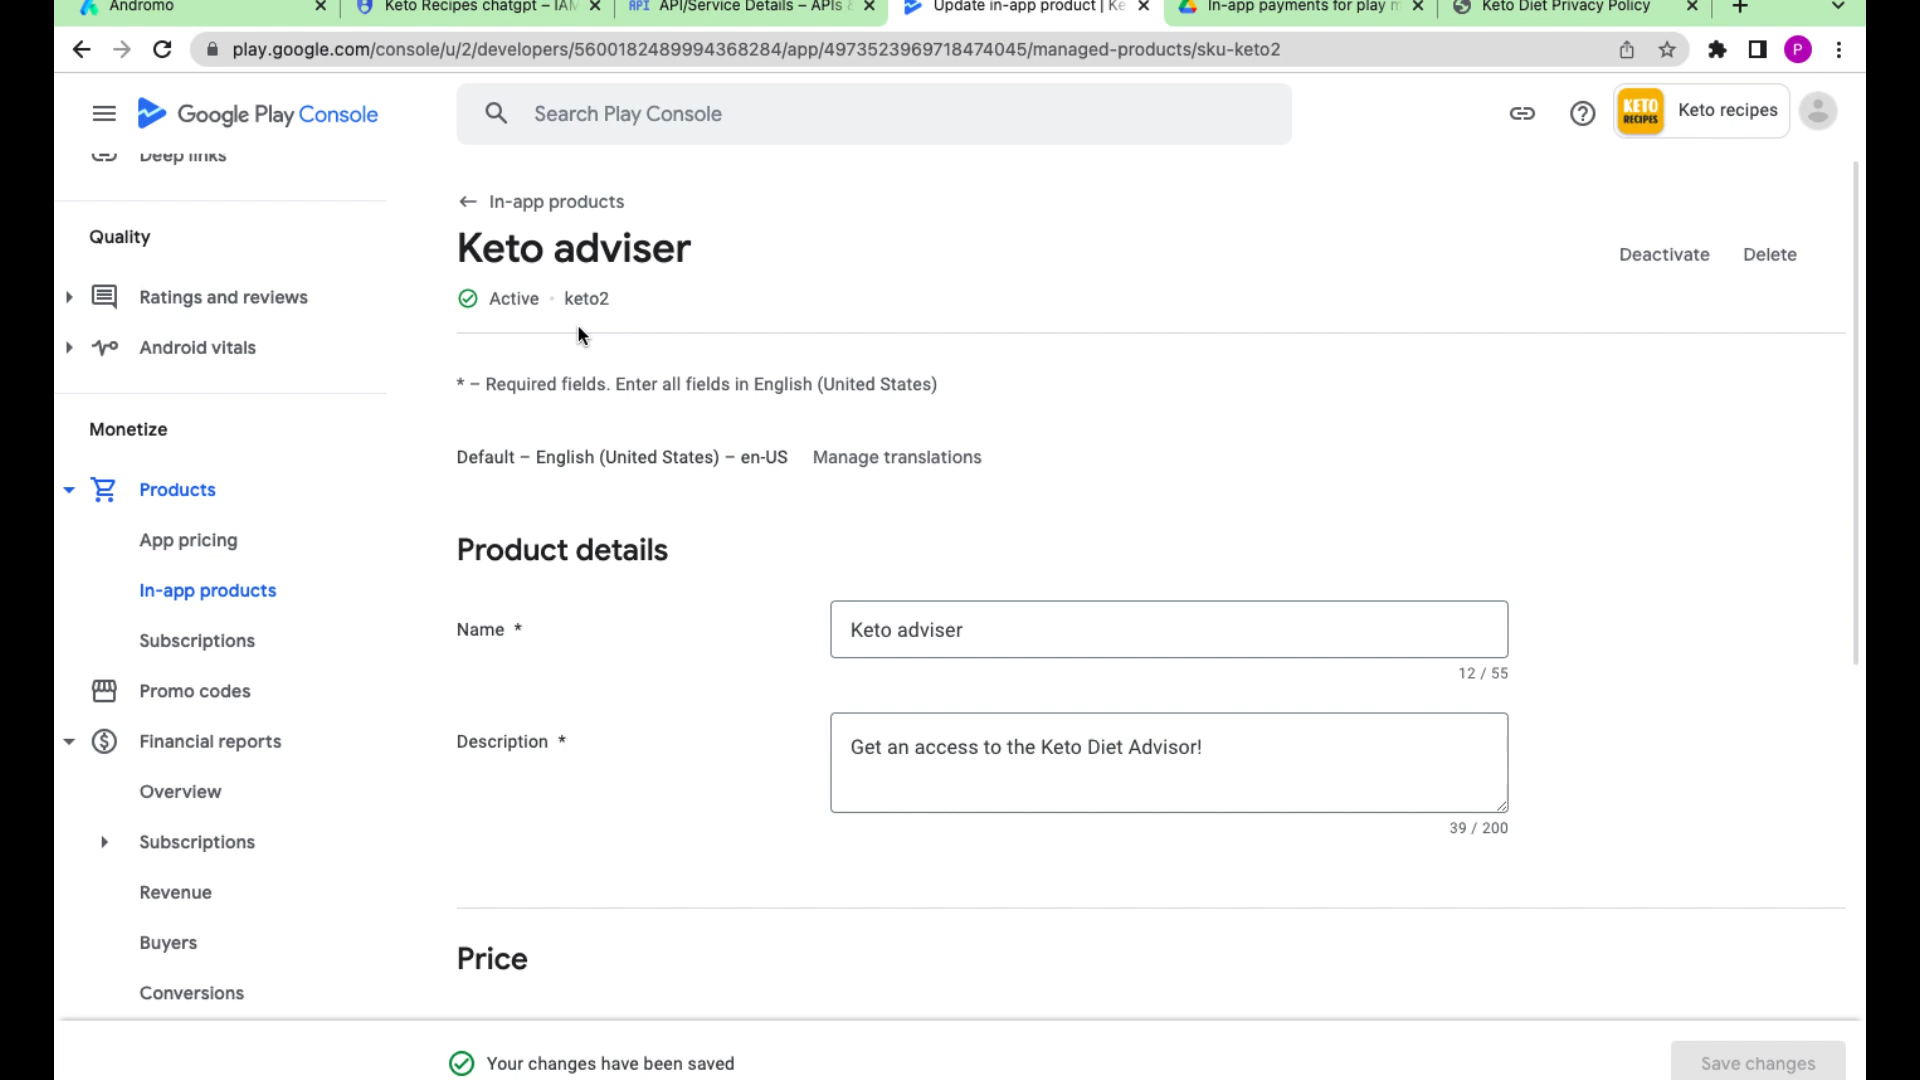 Andromo
Keto Recipes chatgpt – IAM
API API/Service Details – APIs &
Update in-app product | Ke
In-app payments for play m
Keto Diet Privacy Policy
play.google.com/console/u/2/developers/5600182489994368284/app/4973523969718474045/managed-products/sku-keto2
P
Google Play Console
Search Play Console
KETO
RECIPES
Keto recipes
Deep links
Quality
Ratings and reviews
Android vitals
Monetize
Products
App pricing
In-app products
Subscriptions
Promo codes
Financial reports
Overview
Subscriptions
Revenue
Buyers
Conversions
In-app products
Keto adviser
Deactivate
Delete
Active · keto2
* – Required fields. Enter all fields in English (United States)
Default – English (United States) – en-US Manage translations
Product details
Name *
Keto adviser
12 / 55
Description *
Get an access to the Keto Diet Advisor!
39 / 200
Price
Your changes have been saved
Save changes